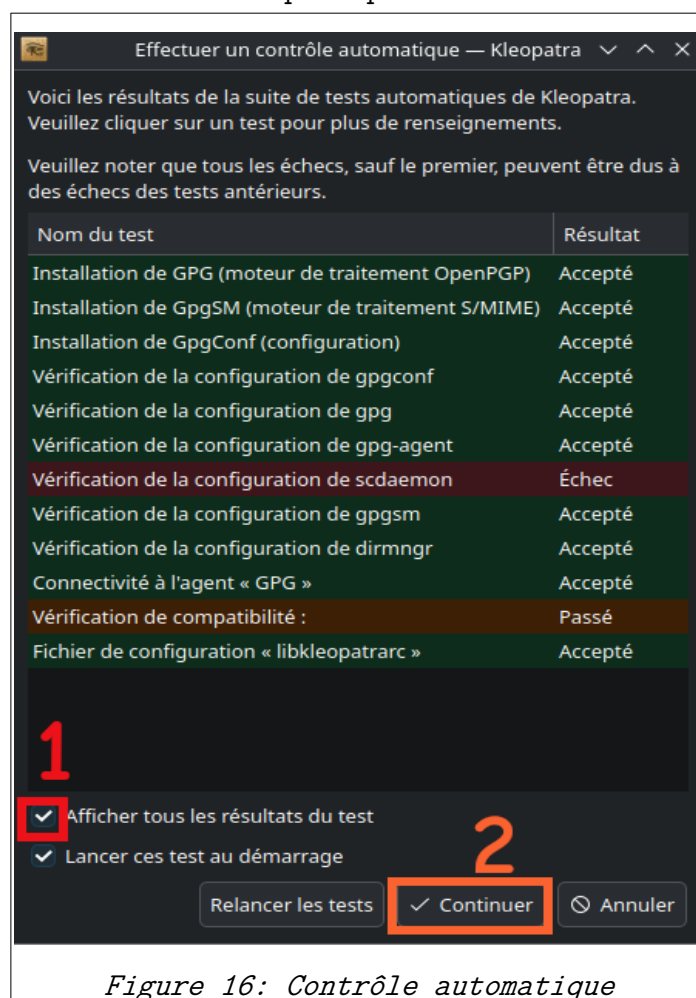 Effectuer un contrôle automatique — Kleopatra
Voici les résultats de la suite de tests automatiques de Kleopatra.
Veuillez cliquer sur un test pour plus de renseignements.
Veuillez noter que tous les échecs, sauf le premier, peuvent être dus à
des échecs des tests antérieurs.
Nom du test Résultat
Installation de GPG (moteur de traitement OpenPGP) Accepté
Installation de GpgSM (moteur de traitement S/MIME) Accepté
Installation de GpgConf (configuration) Accepté
Vérification de la configuration de gpgconf Accepté
Vérification de la configuration de gpg Accepté
Vérification de la configuration de gpg-agent Accepté
Vérification de la configuration de scdaemon Échec
Vérification de la configuration de gpgsm Accepté
Vérification de la configuration de dirmngr Accepté
Connectivité à l'agent « GPG » Accepté
Vérification de compatibilité : Passé
Fichier de configuration « libkleopatrarc » Accepté
1
Afficher tous les résultats du test
2
Lancer ces test au démarrage
Relancer les tests Continuer Annuler
Figure 16: Contrôle automatique